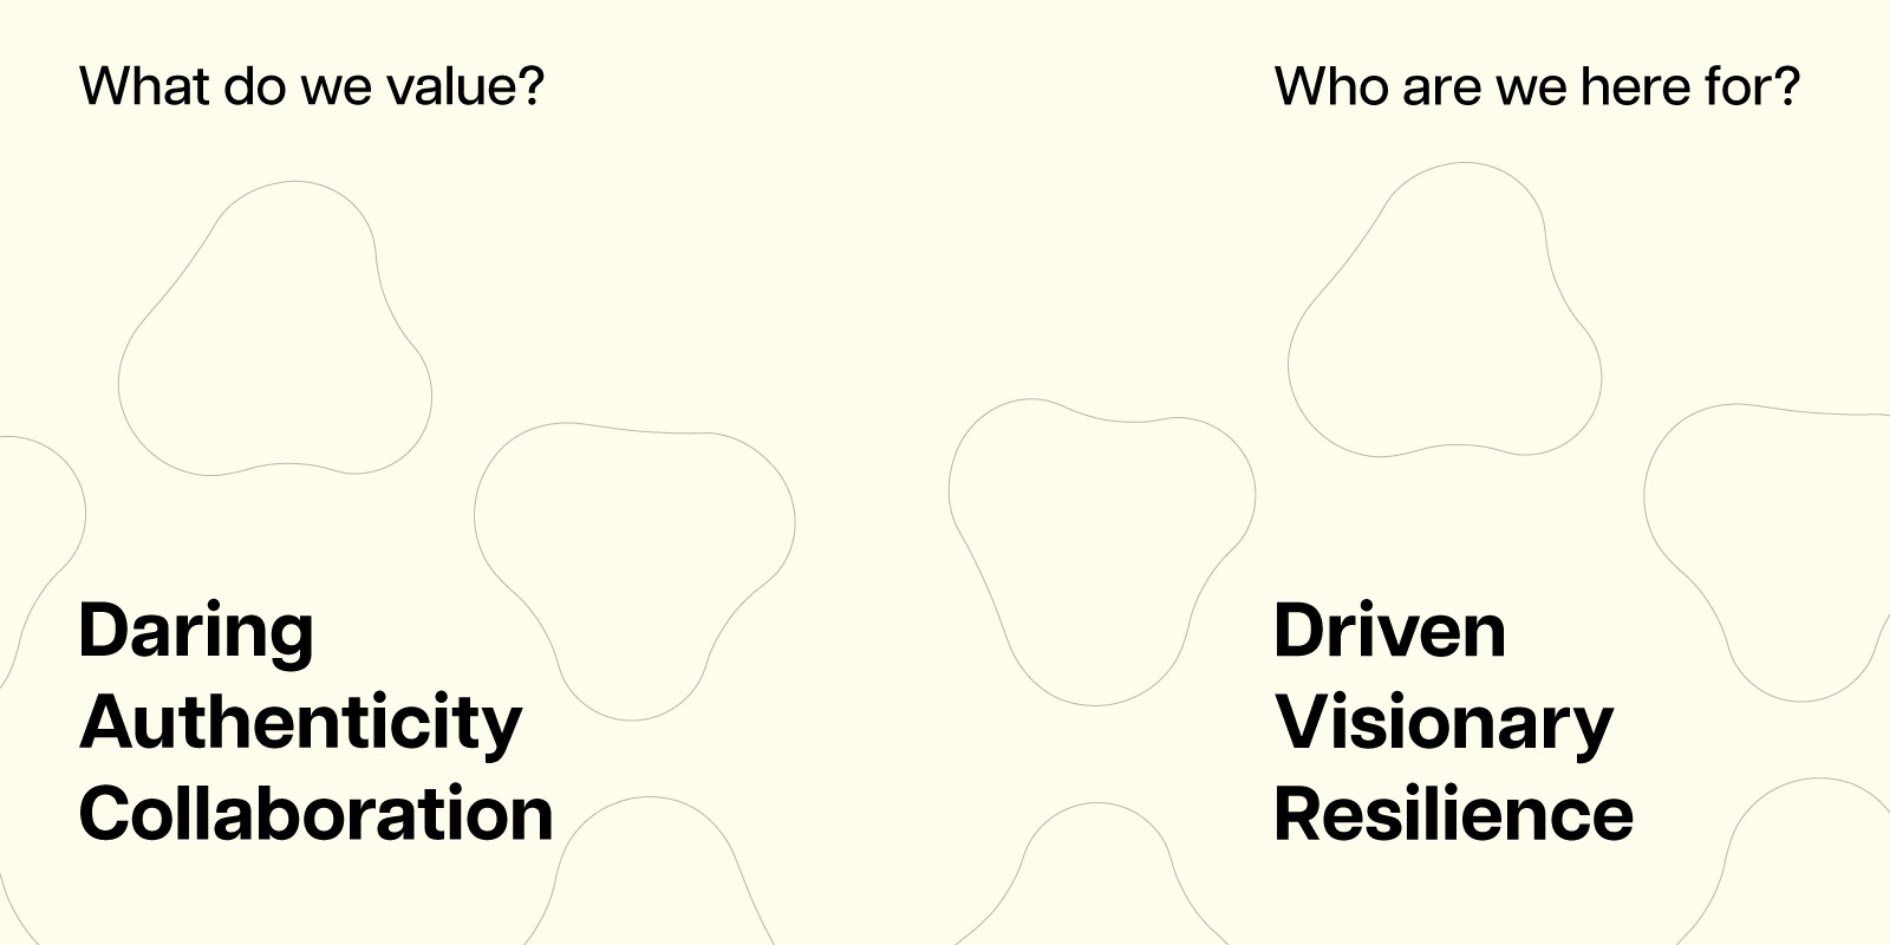 What do we value?
Daring
Authenticity
Collaboration
Who are we here for?
Driven
Visionary
Resilience